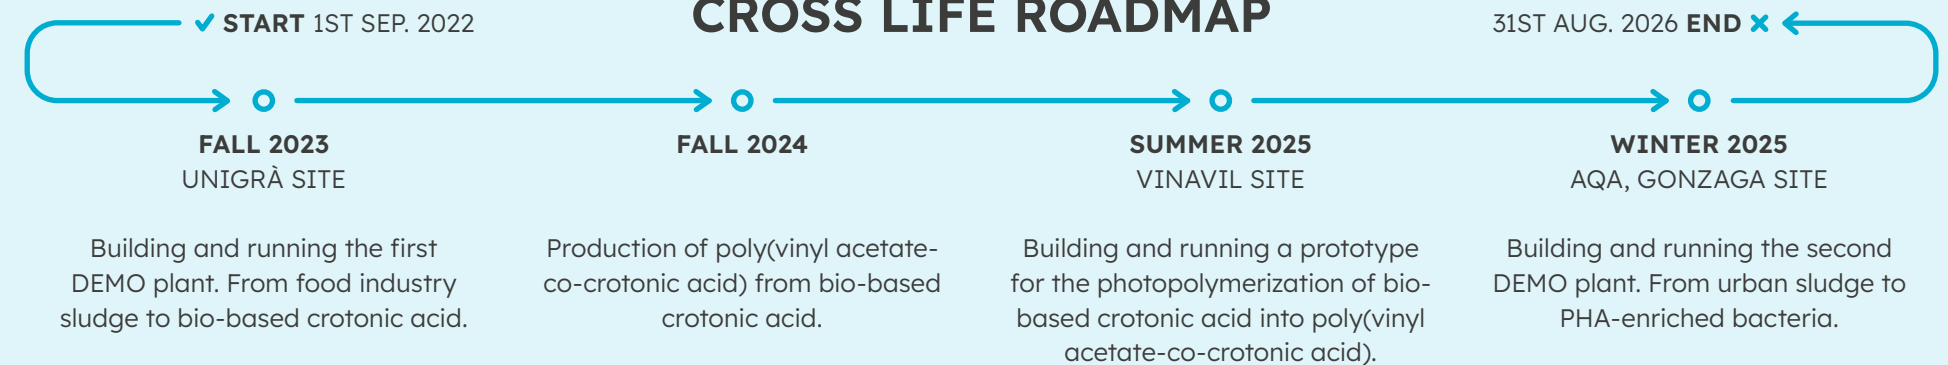 CROSS LIFE ROADMAP
START 1ST SEP. 2022
31ST AUG. 2026 END
FALL 2023
UNIGRÀ SITE
Building and running the first
DEMO plant. From food industry
sludge to bio-based crotonic acid.
FALL 2024
Production of poly(vinyl acetate-
co-crotonic acid) from bio-based
crotonic acid.
SUMMER 2025
VINAVIL SITE
Building and running a prototype
for the photopolymerization of bio-
based crotonic acid into poly(vinyl
acetate-co-crotonic acid).
WINTER 2025
AQA, GONZAGA SITE
Building and running the second
DEMO plant. From urban sludge to
PHA-enriched bacteria.